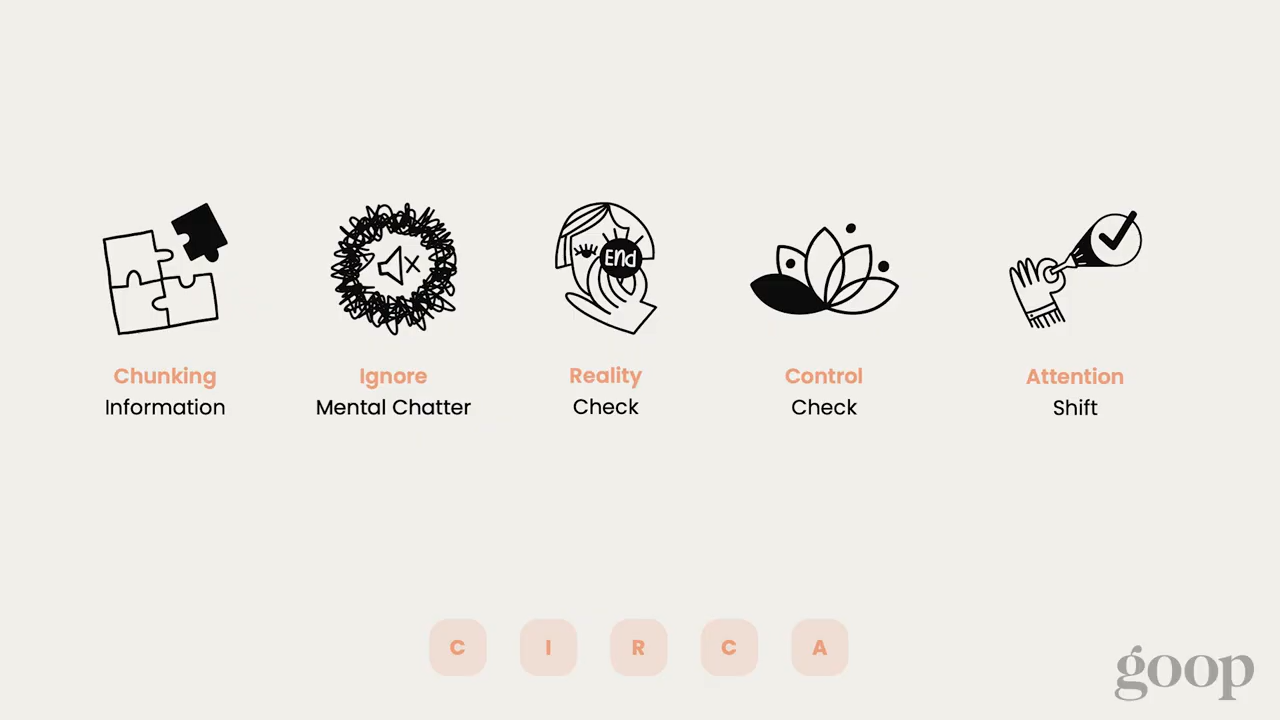 End
Chunking
Information
Ignore
Mental Chatter
Reality
Check
Control
Check
Attention
Shift
C I R C A
goop